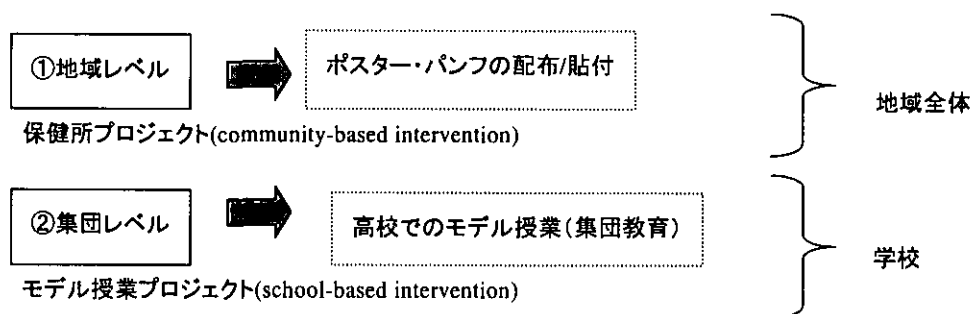 ①地域レベル
ポスター・パンフの配布/貼付
地域全体
保健所プロジェクト(community-based intervention)
②集団レベル
高校でのモデル授業(集団教育)
学校
モデル授業プロジェクト(school-based intervention)